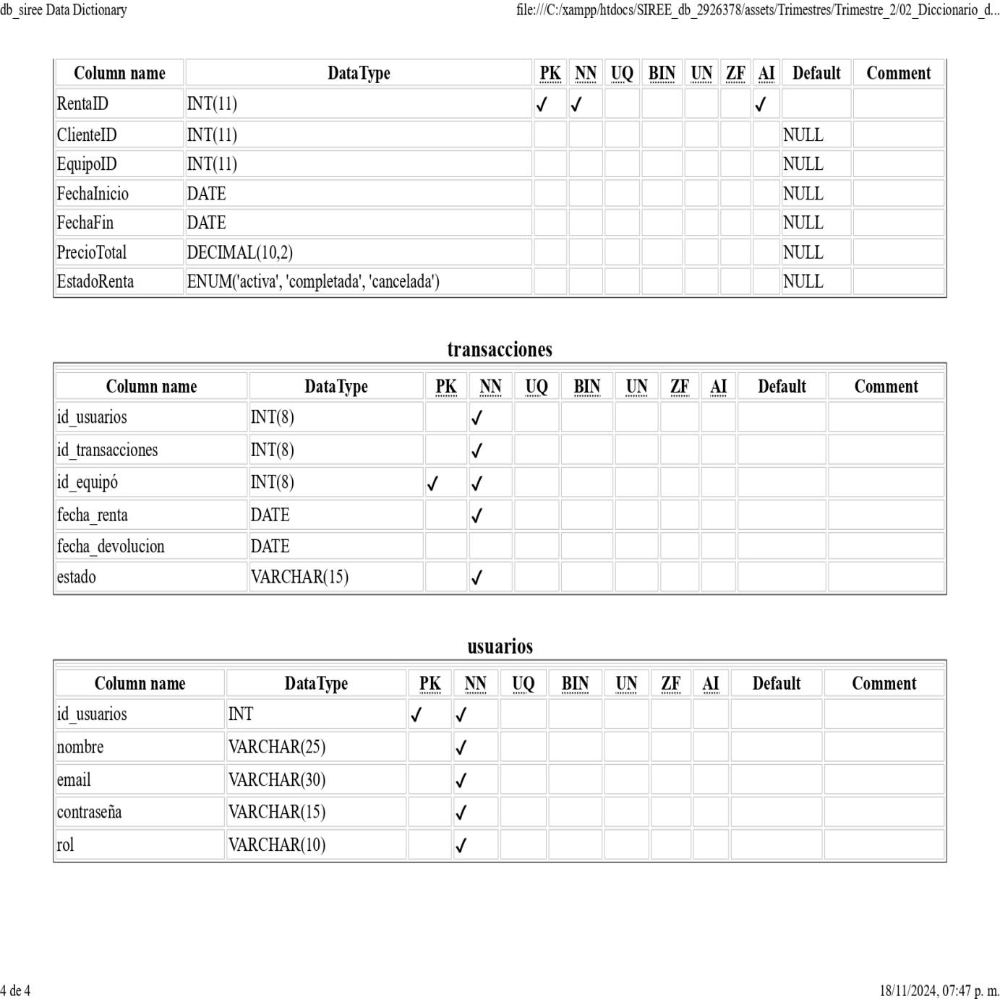 db_siree Data Dictionary file:///C:/xampp/htdocs/SIREE_db_2926378/assets/Trimestres/Trimestre_2/02_Diccionario_d...
Column name DataType PK NN UQ BIN UN ZF AI Default Comment
RentaID INT(11) ✓ ✓ ✓
ClienteID INT(11) NULL
EquipoID INT(11) NULL
FechaInicio DATE NULL
FechaFin DATE NULL
PrecioTotal DECIMAL(10,2) NULL
EstadoRenta ENUM('activa', 'completada', 'cancelada') NULL
transacciones
Column name DataType PK NN UQ BIN UN ZF AI Default Comment
id_usuarios INT(8) ✓
id_transacciones INT(8) ✓
id_equipó INT(8) ✓ ✓
fecha_renta DATE ✓
fecha_devolucion DATE
estado VARCHAR(15) ✓
usuarios
Column name DataType PK NN UQ BIN UN ZF AI Default Comment
id_usuarios INT ✓ ✓
nombre VARCHAR(25) ✓
email VARCHAR(30) ✓
contraseña VARCHAR(15) ✓
rol VARCHAR(10) ✓
4 de 4 18/11/2024, 07:47 p. m.